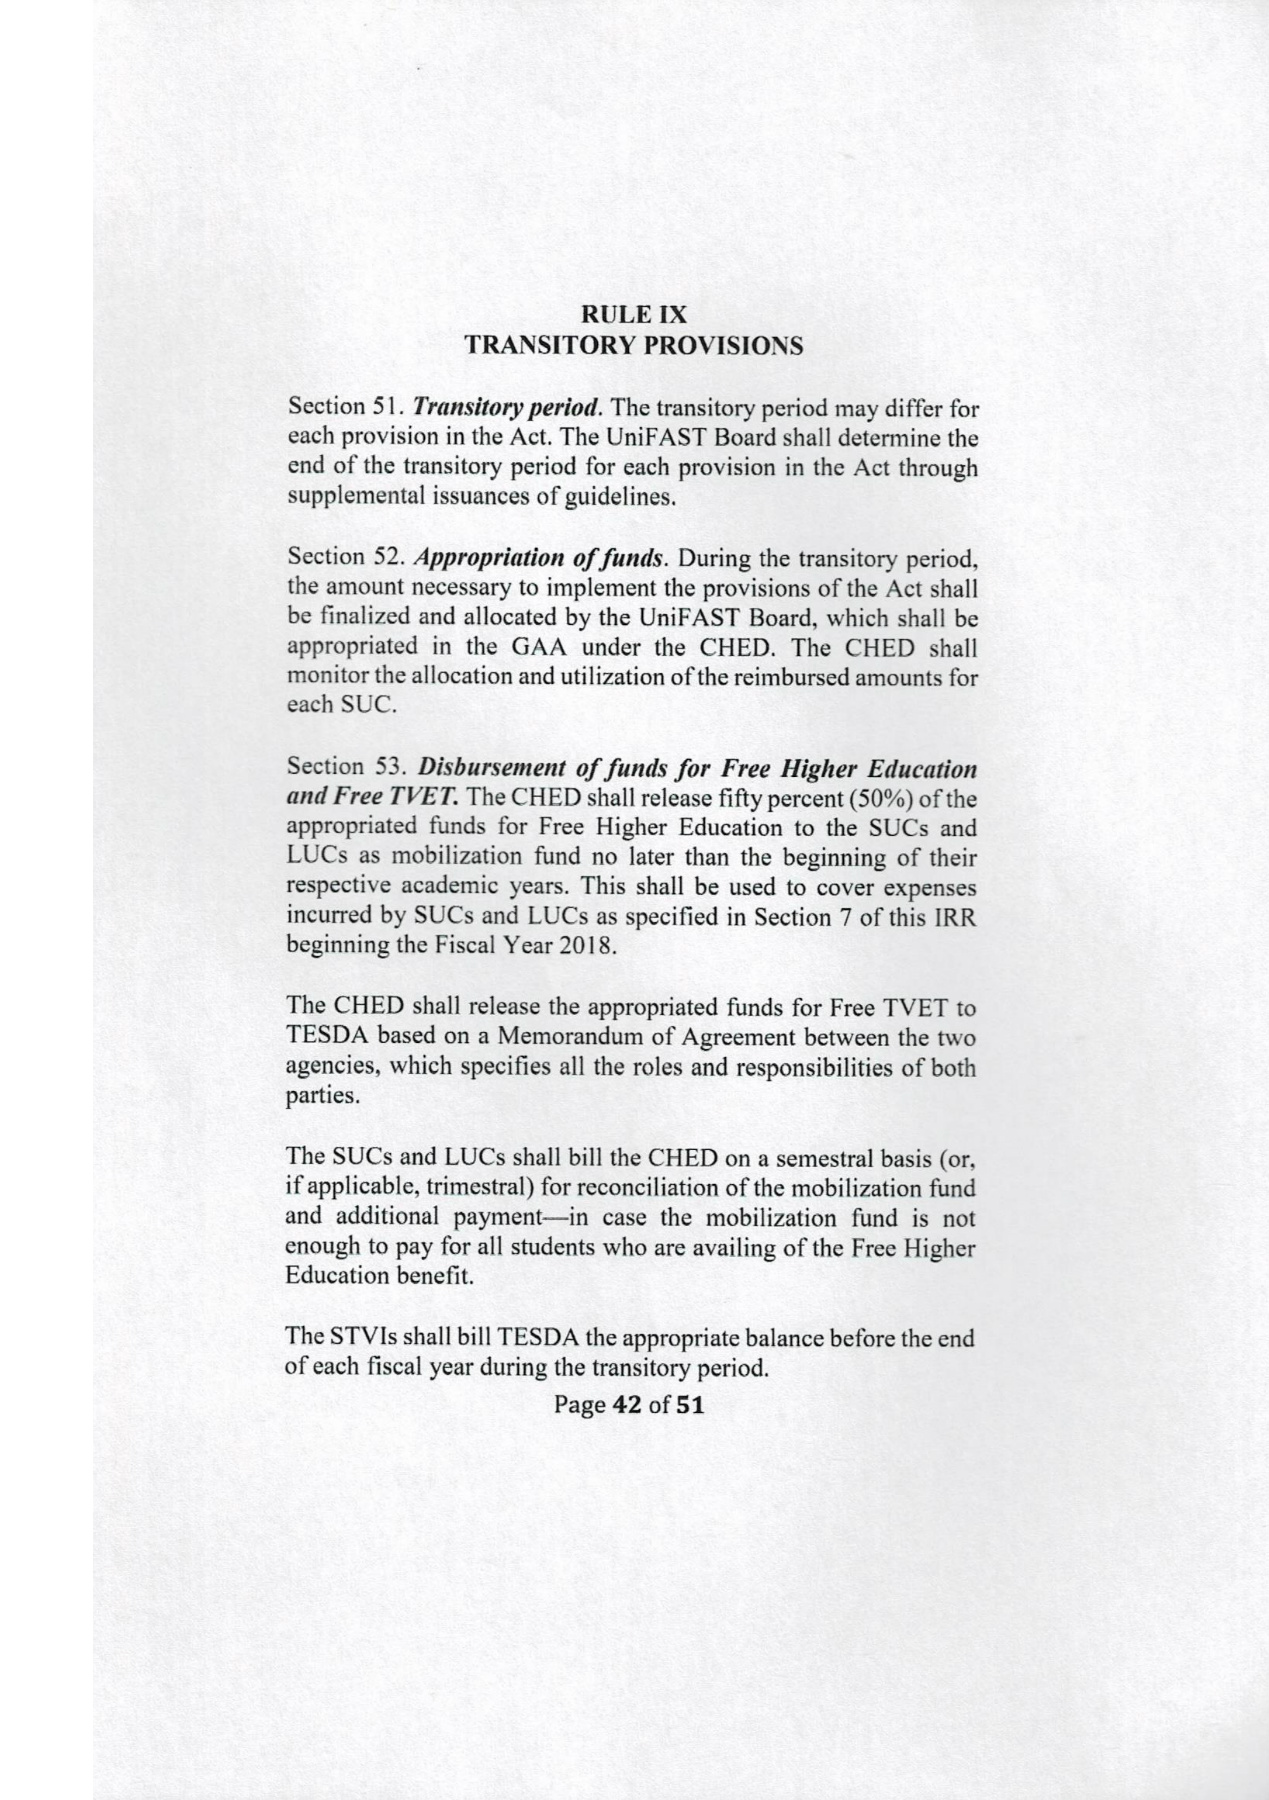 RULE IX
TRANSITORY PROVISIONS
Section 51. Transitory period. The transitory period may differ for
each provision in the Act. The UniFAST Board shall determine the
end of the transitory period for each provision in the Act through
supplemental issuances of guidelines.
Section 52. Appropriation of funds. During the transitory period,
the amount necessary to implement the provisions of the Act shall
be finalized and allocated by the UniFAST Board, which shall be
appropriated in the GAA under the CHED. The CHED shall
monitor the allocation and utilization of the reimbursed amounts for
each SUC.
Section 53. Disbursement of funds for Free Higher Education
and Free TVET. The CHED shall release fifty percent (50%) of the
appropriated funds for Free Higher Education to the SUCs and
LUCs as mobilization fund no later than the beginning of their
respective academic years. This shall be used to cover expenses
incurred by SUCs and LUCs as specified in Section 7 of this IRR
beginning the Fiscal Year 2018.
The CHED shall release the appropriated funds for Free TVET to
TESDA based on a Memorandum of Agreement between the two
agencies, which specifies all the roles and responsibilities of both
parties.
The SUCs and LUCs shall bill the CHED on a semestral basis (or,
if applicable, trimestral) for reconciliation of the mobilization fund
and additional payment—in case the mobilization fund is not
enough to pay for all students who are availing of the Free Higher
Education benefit.
The STVIs shall bill TESDA the appropriate balance before the end
of each fiscal year during the transitory period.
Page 42 of 51